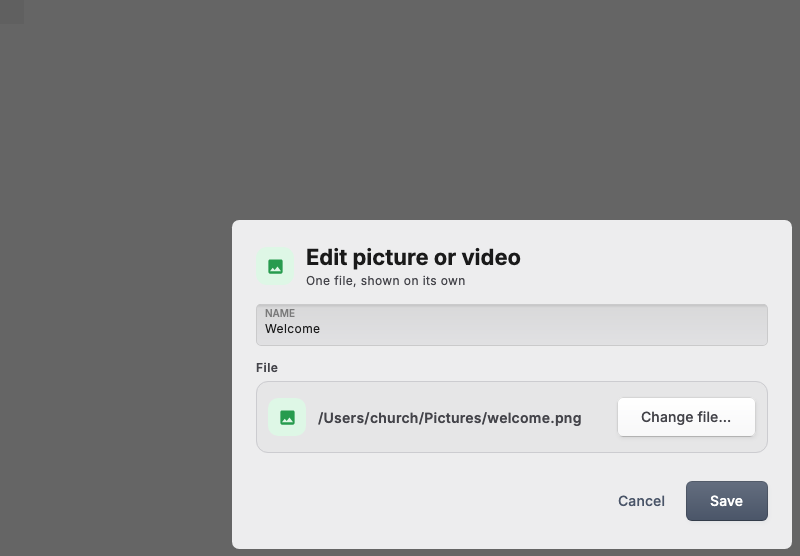 Edit picture or video
One file, shown on its own
NAME
Welcome
File
/Users/church/Pictures/welcome.png
Change file...
Cancel
Save